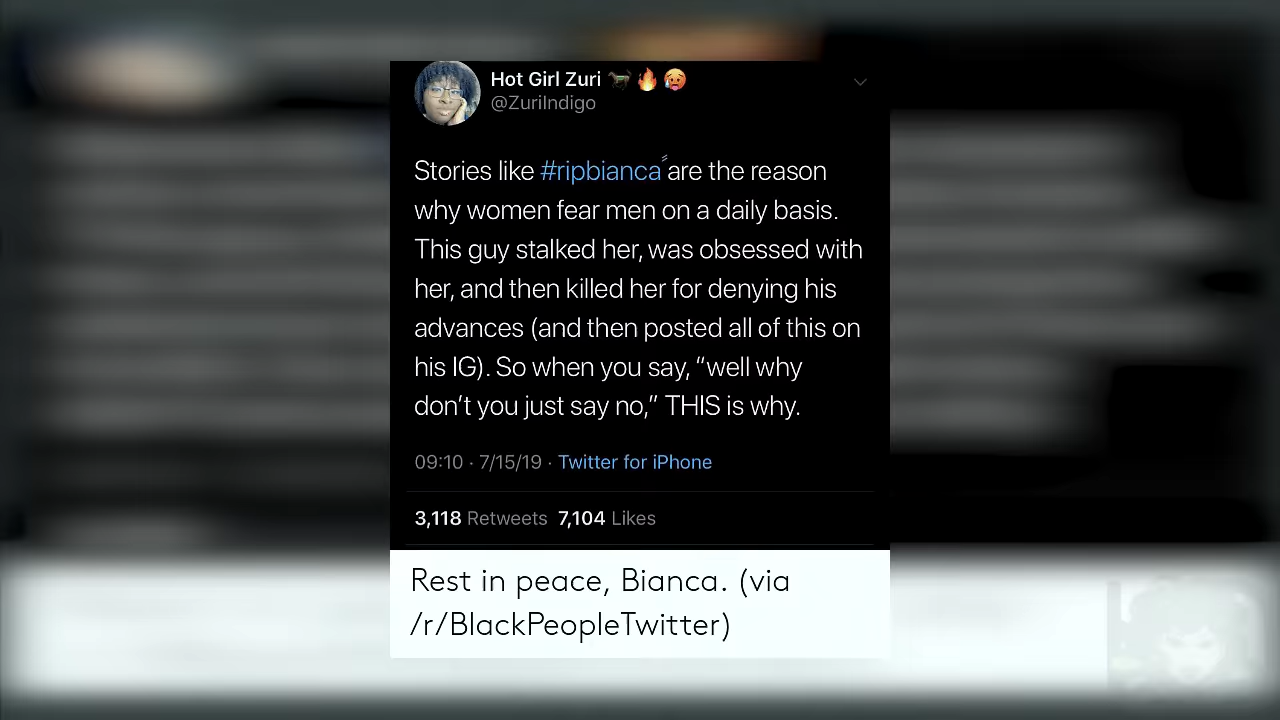 Hot Girl Zuri 🐎🔥🥵
@ZuriIndigo
Stories like #ripbianca are the reason
why women fear men on a daily basis.
This guy stalked her, was obsessed with
her, and then killed her for denying his
advances (and then posted all of this on
his IG). So when you say, “well why
don’t you just say no,” THIS is why.
09:10 · 7/15/19 · Twitter for iPhone
3,118 Retweets 7,104 Likes
Rest in peace, Bianca. (via
/r/BlackPeopleTwitter)